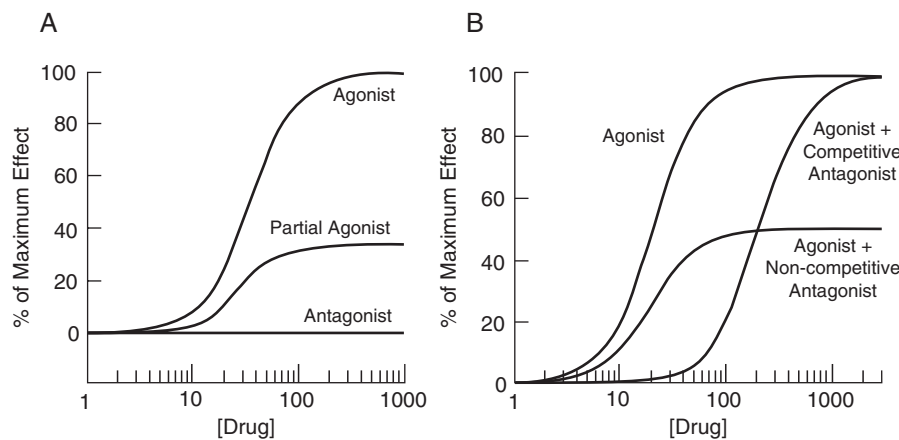 A
% of Maximum Effect
100
80
60
40
20
0
Agonist
Partial Agonist
Antagonist
1
10
100
1000
[Drug]
B
% of Maximum Effect
100
80
60
40
20
0
Agonist
Agonist +
Competitive
Antagonist
Agonist +
Non-competitive
Antagonist
1
10
100
1000
[Drug]